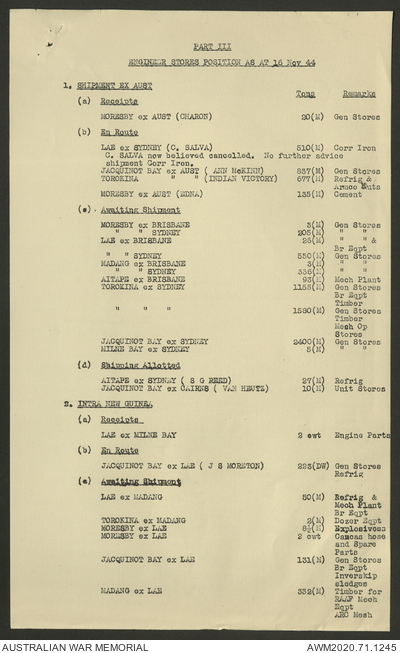 PART III
ENGINEER STORES POSITION AS AT 16 Nov 44
1. SHIPMENT EX AUST Tons Remarks
(a) Receipts
MORESBY ex AUST (CHARON) 20(M) Gen Stores
(b) En Route
LAE ex SYDNEY (C. SALVA) 510(M) Corr Iron
C. SALVA now believed cancelled. No further advice
shipment Corr Iron.
JACQUINOT BAY ex AUST ( ANN McKINN) 837(M) Gen Stores
TOROKINA " " (INDIAN VICTORY) 677(M) Refrig &
Armco Huts
MORESBY ex AUST (EDNA) 135(M) Cement
(c) Awaiting Shipment
MORESBY ex BRISBANE 3(M) Gen Stores
" " SYDNEY 205(M) " "
LAE ex BRISBANE 25(M) " " &
Br Eqpt
" " SYDNEY 550(M) Gen Stores
MADANG ex BRISBANE 3(M) " "
" " SYDNEY 336(M) " "
AITAPE ex BRISBANE 93(M) Mech Plant
TOROKINA ex SYDNEY 1155(M) Gen Stores
Br Eqpt
Timber
" " " 1580(M) Gen Stores
Timber
Mech Op
Stores
JACQUINOT BAY ex SYDNEY 2400(M) Gen Stores
MILNE BAY ex SYDNEY 8(M) " "
(d) Shipping Allotted
AITAPE ex SYDNEY ( S G REED) 27(M) Refrig
JACQUINOT BAY ex CAIRNS ( VAN HEUTZ) 10(M) Unit Stores
2. INTRA NEW GUINEA
(a) Receipts
LAE ex MILNE BAY 2 cwt Engine Parts
(b) En Route
JACQUINOT BAY ex LAE ( J S MORETON) 223(DW) Gen Stores
Refrig
(c) Awaiting Shipment
LAE ex MADANG 50(M) Refrig &
Mech Plant
Br Eqpt
TOROKINA ex MADANG 2(M) Dozer Eqpt
MORESBY ex LAE 8½(M) Explosives
MORESBY ex LAE 2 cwt Camcas hose
and Spare
Parts
JACQUINOT BAY ex LAE 131(M) Gen Stores
Br Eqpt
Inverskip
sledges
MADANG ex LAE 332(M) Timber for
RAAF Mech
Eqpt
ARC Mesh
AUSTRALIAN WAR MEMORIAL AWM2020.71.1245